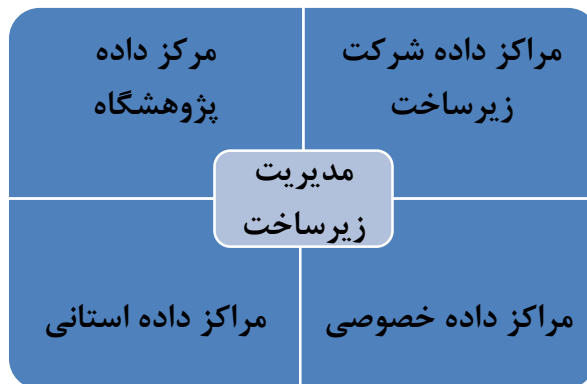 مراکز داده شرکت
زیرساخت
مرکز داده
پژوهشگاه
مدیریت
زیرساخت
مراکز داده خصوصی
مراکز داده استانی